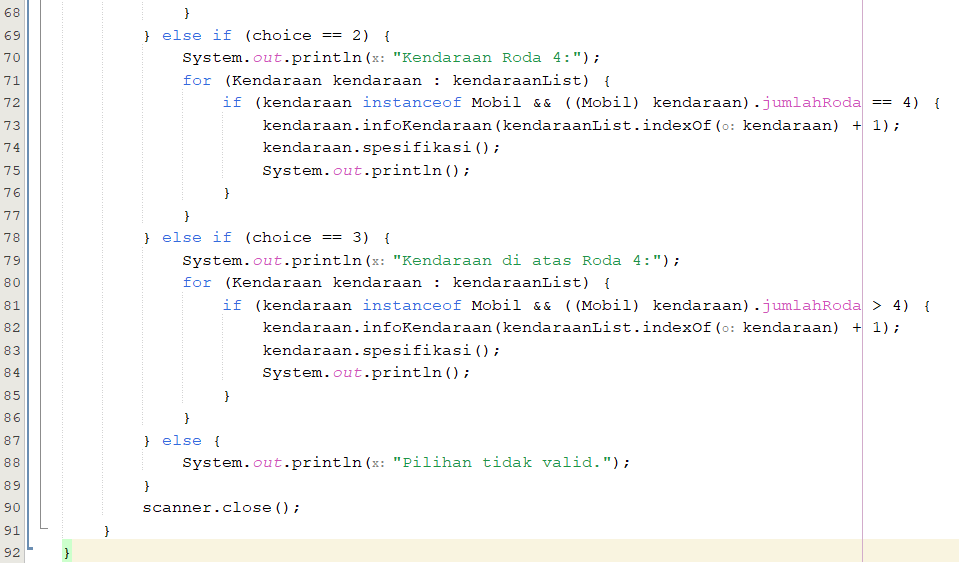 68 }
69 } else if (choice == 2) {
70 System.out.println(x: "Kendaraan Roda 4:");
71 for (Kendaraan kendaraan : kendaraanList) {
72 if (kendaraan instanceof Mobil && ((Mobil) kendaraan).jumlahRoda == 4) {
73 kendaraan.infoKendaraan(kendaraanList.indexOf(o: kendaraan) + 1);
74 kendaraan.spesifikasi();
75 System.out.println();
76 }
77 }
78 } else if (choice == 3) {
79 System.out.println(x: "Kendaraan di atas Roda 4:");
80 for (Kendaraan kendaraan : kendaraanList) {
81 if (kendaraan instanceof Mobil && ((Mobil) kendaraan).jumlahRoda > 4) {
82 kendaraan.infoKendaraan(kendaraanList.indexOf(o: kendaraan) + 1);
83 kendaraan.spesifikasi();
84 System.out.println();
85 }
86 }
87 } else {
88 System.out.println(x: "Pilihan tidak valid.");
89 }
90 scanner.close();
91 }
92 }